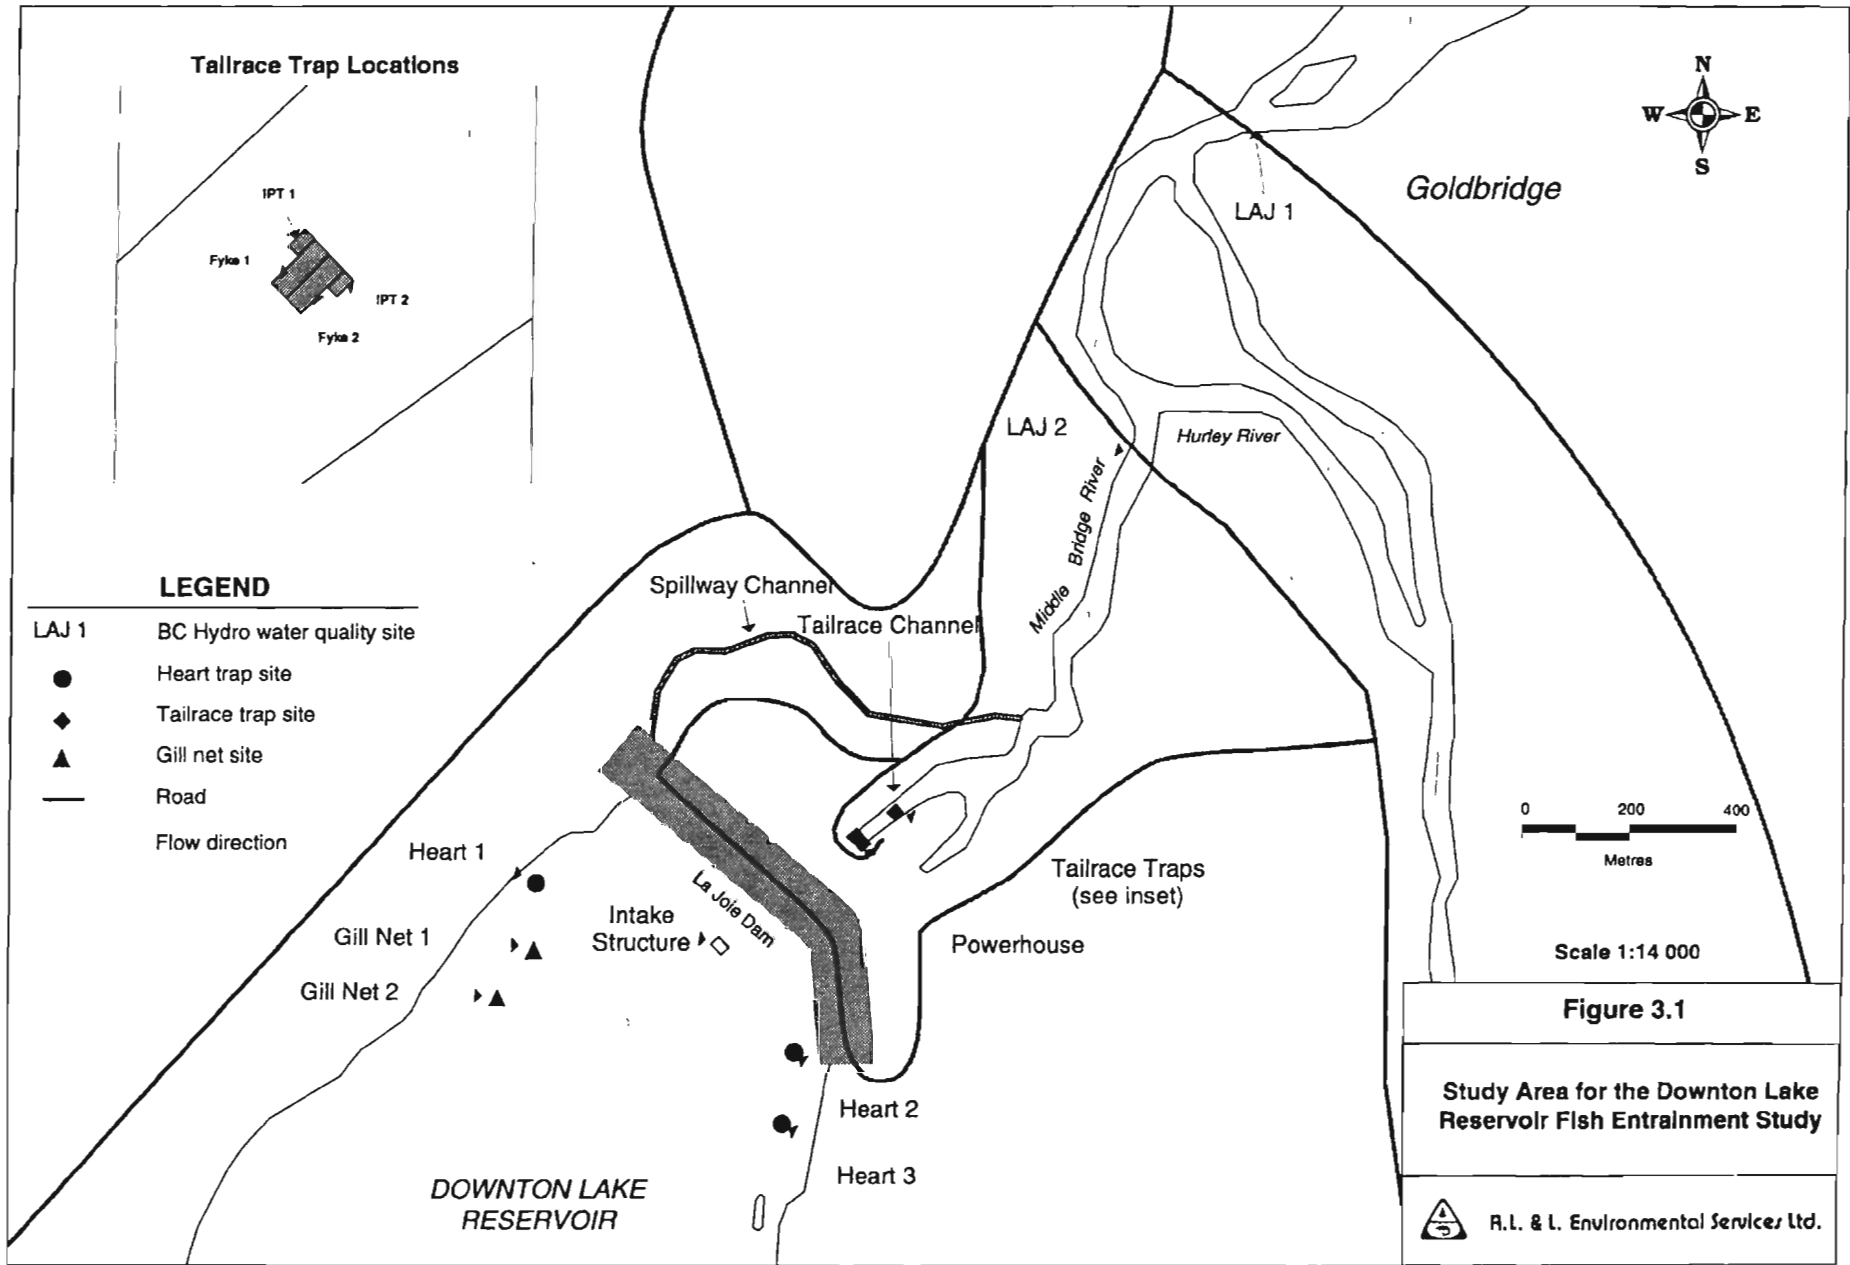 Tailrace Trap Locations
IPT 1
Fyke 1
IPT 2
Fyke 2
N
W E
S
Goldbridge
LAJ 1
LAJ 2
Hurley River
Middle Bridge River
Spillway Channel
Tailrace Channel
LEGEND
LAJ 1 BC Hydro water quality site
Heart trap site
Tailrace trap site
Gill net site
Road
Flow direction
Heart 1
Gill Net 1
Gill Net 2
Intake
Structure
La Joie Dam
Tailrace Traps
(see inset)
Powerhouse
Heart 2
Heart 3
DOWNTON LAKE
RESERVOIR
0 200 400
Metres
Scale 1:14 000
Figure 3.1
Study Area for the Downton Lake
Reservoir Fish Entrainment Study
R.L. & L. Environmental Services Ltd.